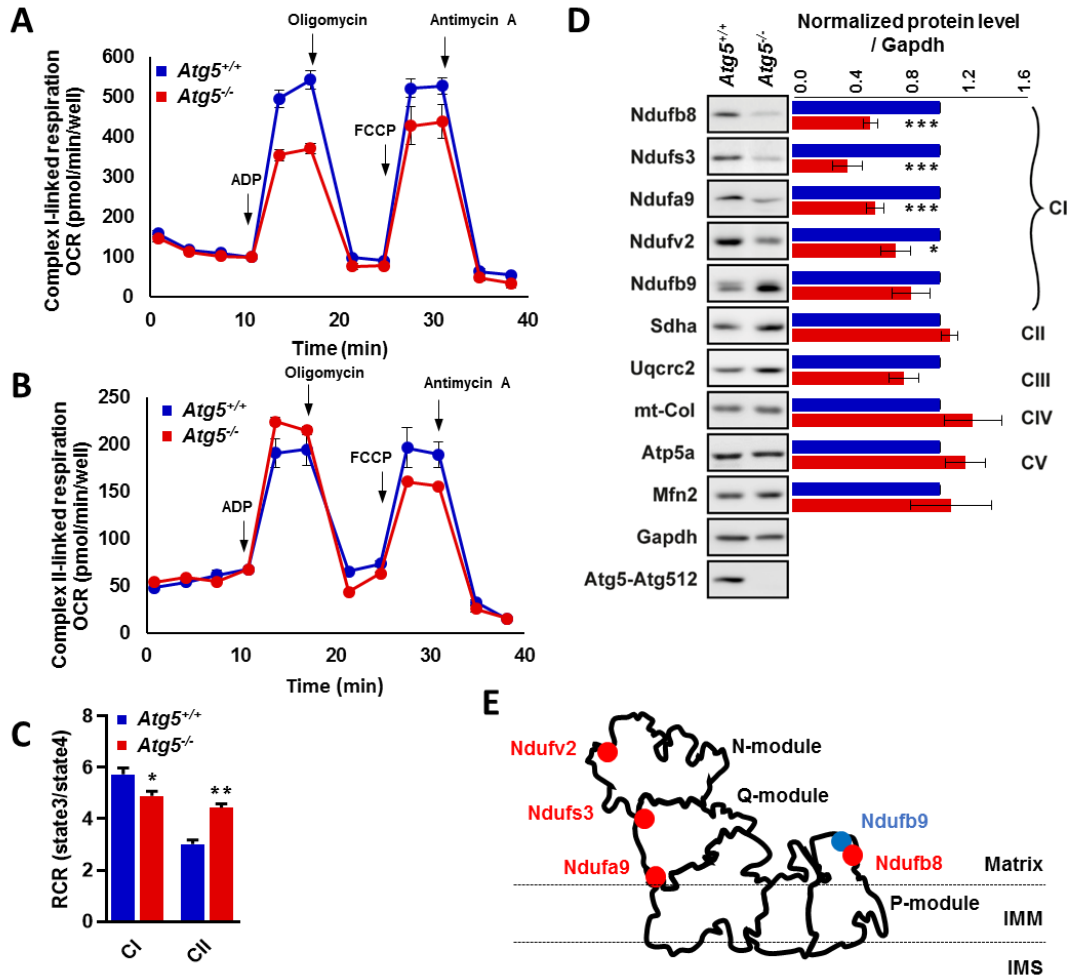 A
Oligomycin
Antimycin A
Atg5+/+
Atg5-/-
FCCP
ADP
Complex I-linked respiration
OCR (pmol/min/well)
600
500
400
300
200
100
0
0 10 20 30 40
Time (min)
B
Oligomycin
Antimycin A
Atg5+/+
Atg5-/-
FCCP
ADP
Complex II-linked respiration
OCR (pmol/min/well)
250
200
150
100
50
0
0 10 20 30 40
Time (min)
C
Atg5+/+
Atg5-/-
RCR (state3/state4)
8
6
4
2
0
*
**
CI CII
D
Atg5+/+ Atg5-/-
Normalized protein level
/ Gapdh
0.0 0.4 0.8 1.2 1.6
Ndufb8 ***
Ndufs3 ***
Ndufa9 ***
CI
Ndufv2 *
Ndufb9
Sdha CII
Uqcrc2 CIII
mt-CoI CIV
Atp5a CV
Mfn2
Gapdh
Atg5-Atg512
E
Ndufv2
N-module
Q-module
Ndufs3
Ndufb9
Ndufa9
Ndufb8
Matrix
P-module
IMM
IMS